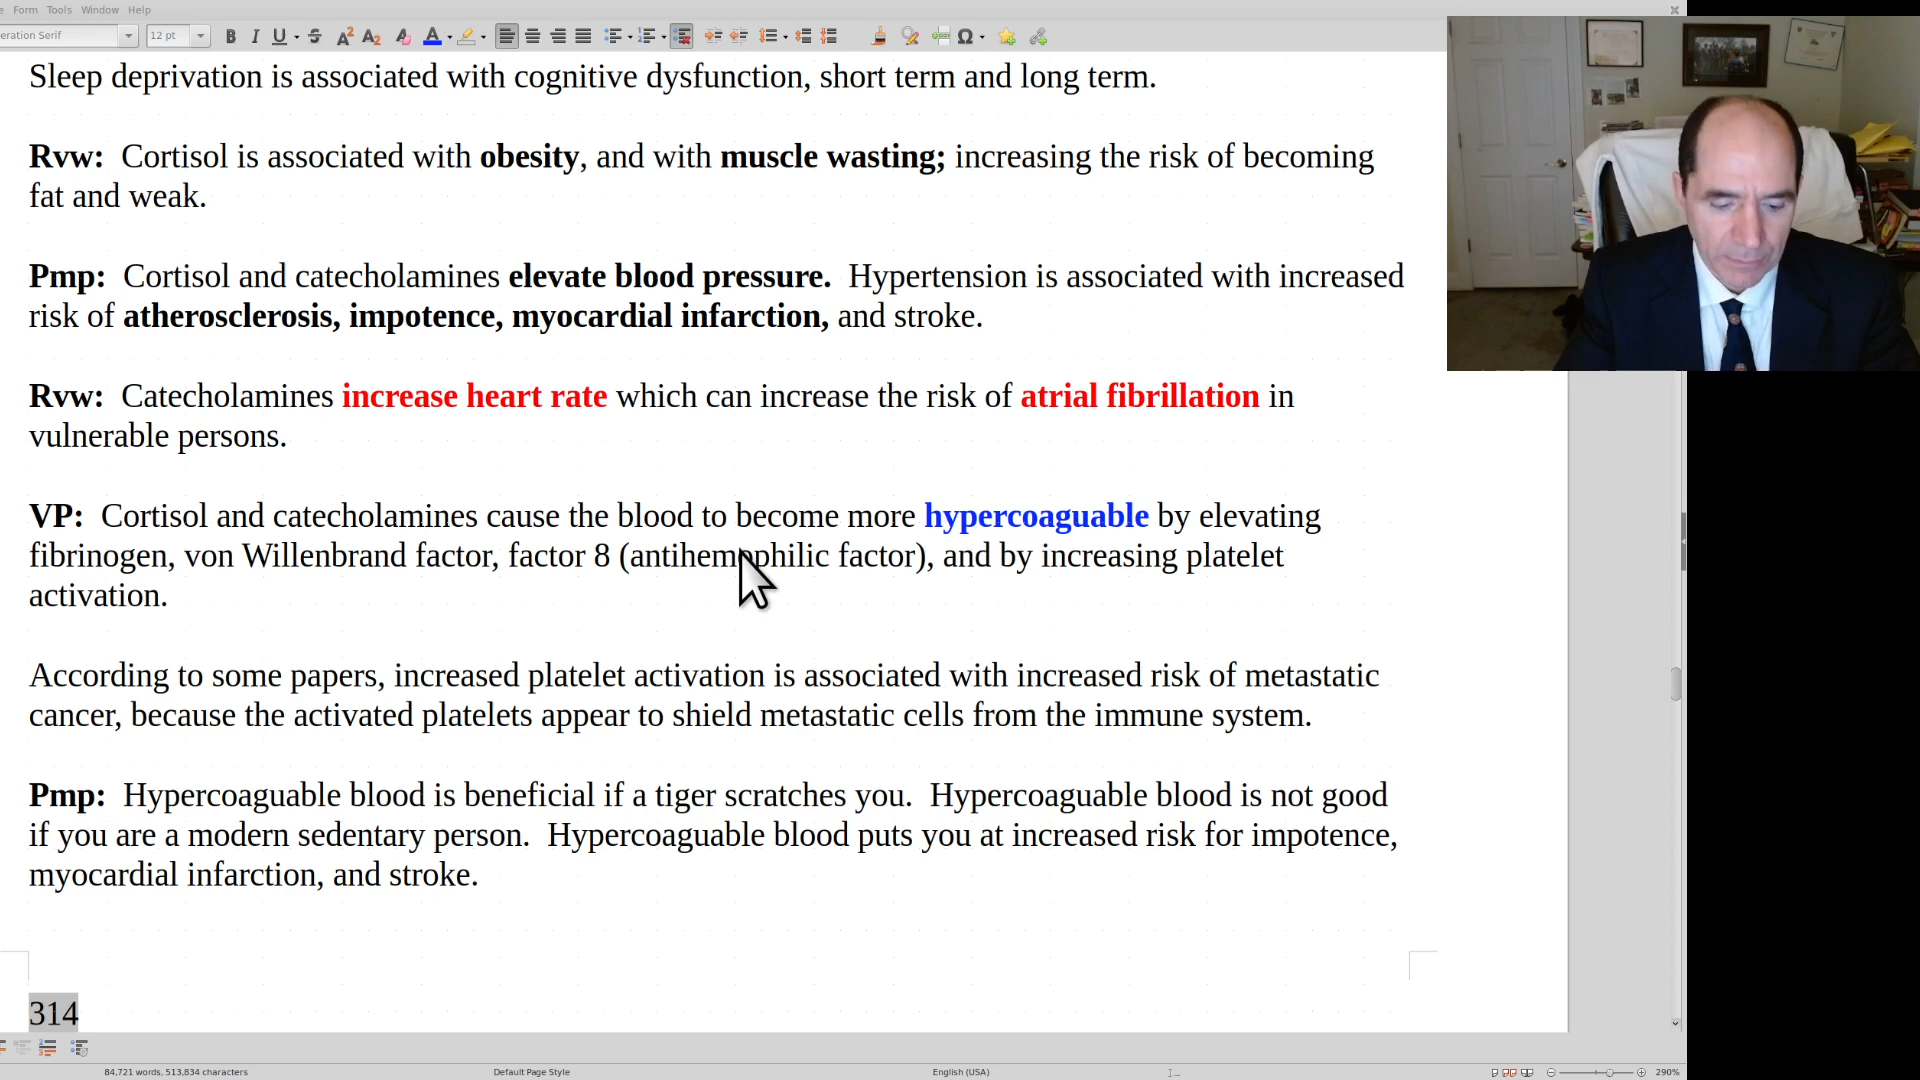 Form Tools Window Help
eration Serif 12 pt
Sleep deprivation is associated with cognitive dysfunction, short term and long term.
Rvw: Cortisol is associated with obesity, and with muscle wasting; increasing the risk of becoming
fat and weak.
Pmp: Cortisol and catecholamines elevate blood pressure. Hypertension is associated with increased
risk of atherosclerosis, impotence, myocardial infarction, and stroke.
Rvw: Catecholamines increase heart rate which can increase the risk of atrial fibrillation in
vulnerable persons.
VP: Cortisol and catecholamines cause the blood to become more hypercoaguable by elevating
fibrinogen, von Willenbrand factor, factor 8 (antihemophilic factor), and by increasing platelet
activation.
According to some papers, increased platelet activation is associated with increased risk of metastatic
cancer, because the activated platelets appear to shield metastatic cells from the immune system.
Pmp: Hypercoaguable blood is beneficial if a tiger scratches you. Hypercoaguable blood is not good
if you are a modern sedentary person. Hypercoaguable blood puts you at increased risk for impotence,
myocardial infarction, and stroke.
314
84,721 words, 513,834 characters Default Page Style English (USA) 290%